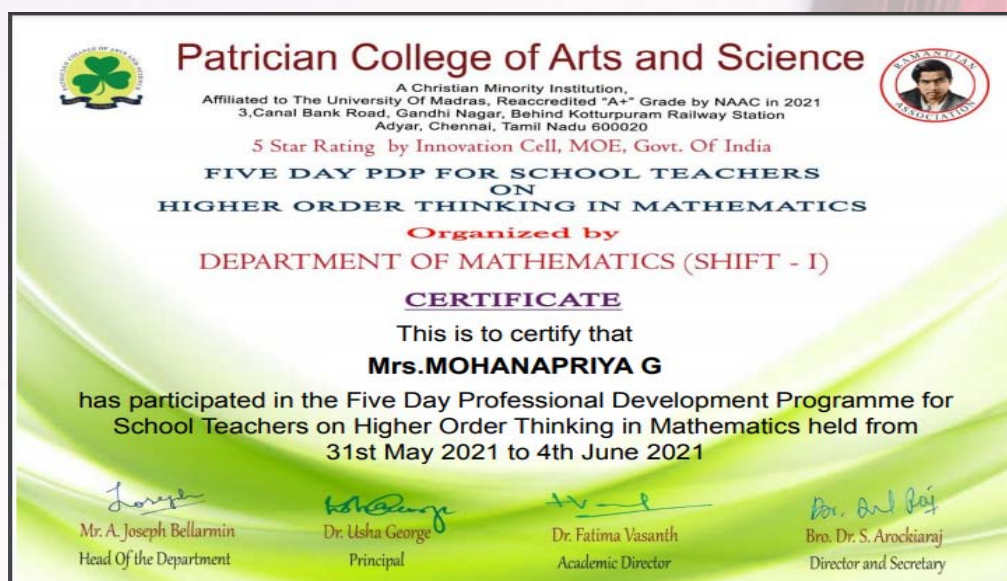 Patrician College of Arts and Science
A Christian Minority Institution,
Affiliated to The University Of Madras, Reaccredited "A+" Grade by NAAC in 2021
3,Canal Bank Road, Gandhi Nagar, Behind Kotturpuram Railway Station
Adyar, Chennai, Tamil Nadu 600020
5 Star Rating by Innovation Cell, MOE, Govt. Of India
RAMASUJAN
ASSOCIATION
FIVE DAY PDP FOR SCHOOL TEACHERS
ON
HIGHER ORDER THINKING IN MATHEMATICS
Organized by
DEPARTMENT OF MATHEMATICS (SHIFT - I)
CERTIFICATE
This is to certify that
Mrs.MOHANAPRIYA G
has participated in the Five Day Professional Development Programme for
School Teachers on Higher Order Thinking in Mathematics held from
31st May 2021 to 4th June 2021
Joseph
Mr. A. Joseph Bellarmin
Head Of the Department
Dr. Usha George
Principal
Dr. Fatima Vasanth
Academic Director
Bro. Dr. S. Arockiaraj
Director and Secretary